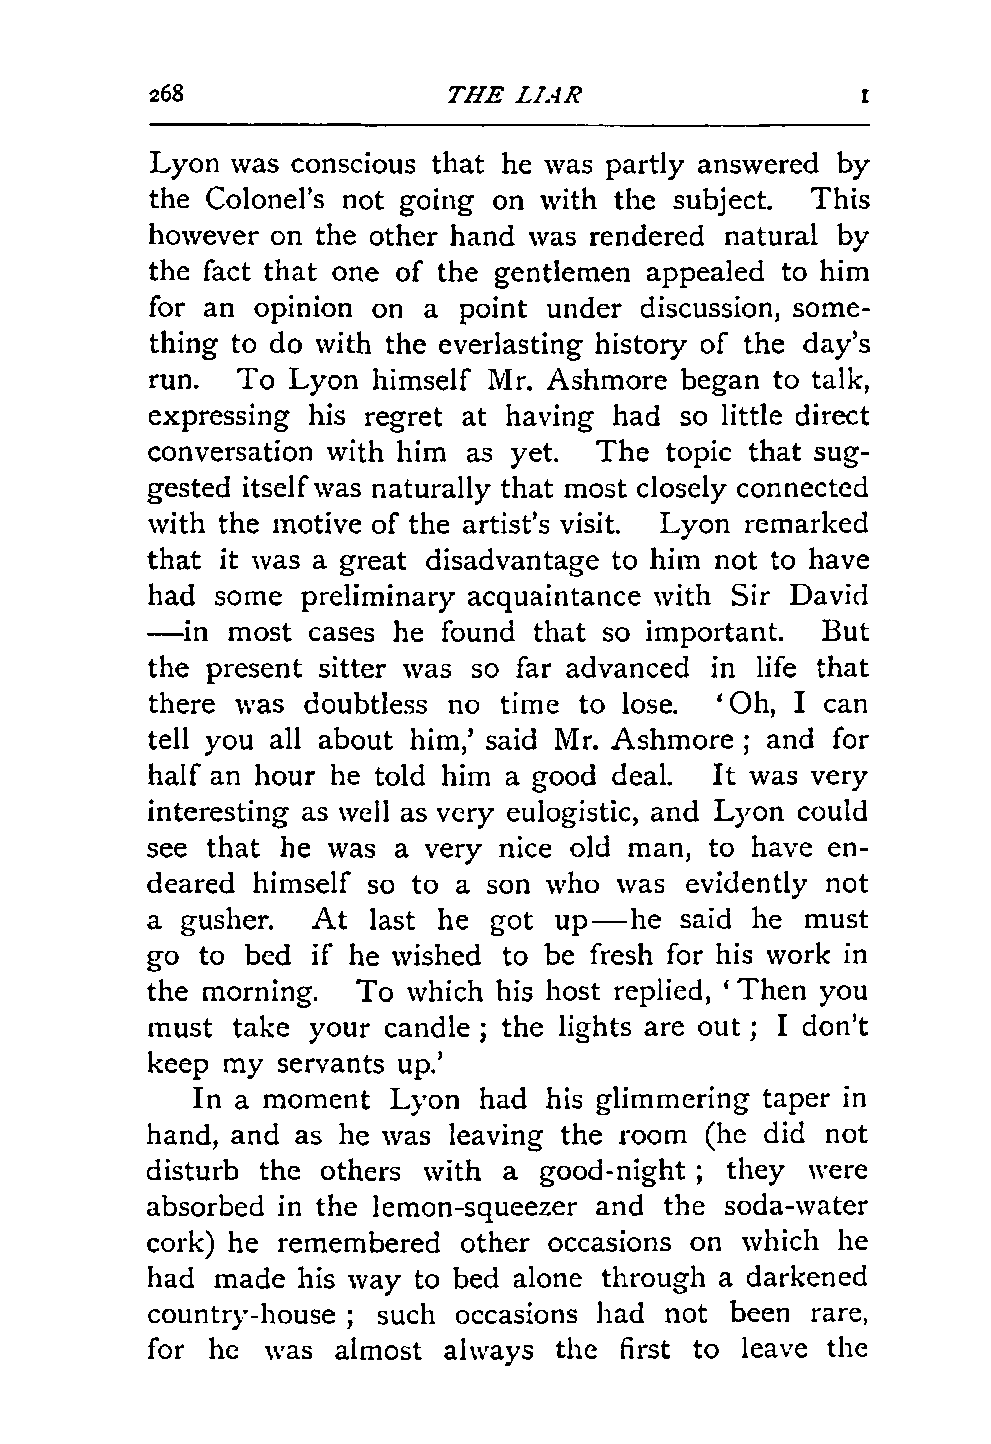 268 THE LIAR I
Lyon was conscious that he was partly answered by
the Colonel's not going on with the subject. This
however on the other hand was rendered natural by
the fact that one of the gentlemen appealed to him
for an opinion on a point under discussion, some-
thing to do with the everlasting history of the day's
run. To Lyon himself Mr. Ashmore began to talk,
expressing his regret at having had so little direct
conversation with him as yet. The topic that sug-
gested itself was naturally that most closely connected
with the motive of the artist's visit. Lyon remarked
that it was a great disadvantage to him not to have
had some preliminary acquaintance with Sir David
—in most cases he found that so important. But
the present sitter was so far advanced in life that
there was doubtless no time to lose. ‘Oh, I can
tell you all about him,’ said Mr. Ashmore ; and for
half an hour he told him a good deal. It was very
interesting as well as very eulogistic, and Lyon could
see that he was a very nice old man, to have en-
deared himself so to a son who was evidently not
a gusher. At last he got up—he said he must
go to bed if he wished to be fresh for his work in
the morning. To which his host replied, ‘Then you
must take your candle ; the lights are out ; I don't
keep my servants up.’
In a moment Lyon had his glimmering taper in
hand, and as he was leaving the room (he did not
disturb the others with a good-night ; they were
absorbed in the lemon-squeezer and the soda-water
cork) he remembered other occasions on which he
had made his way to bed alone through a darkened
country-house ; such occasions had not been rare,
for he was almost always the first to leave the